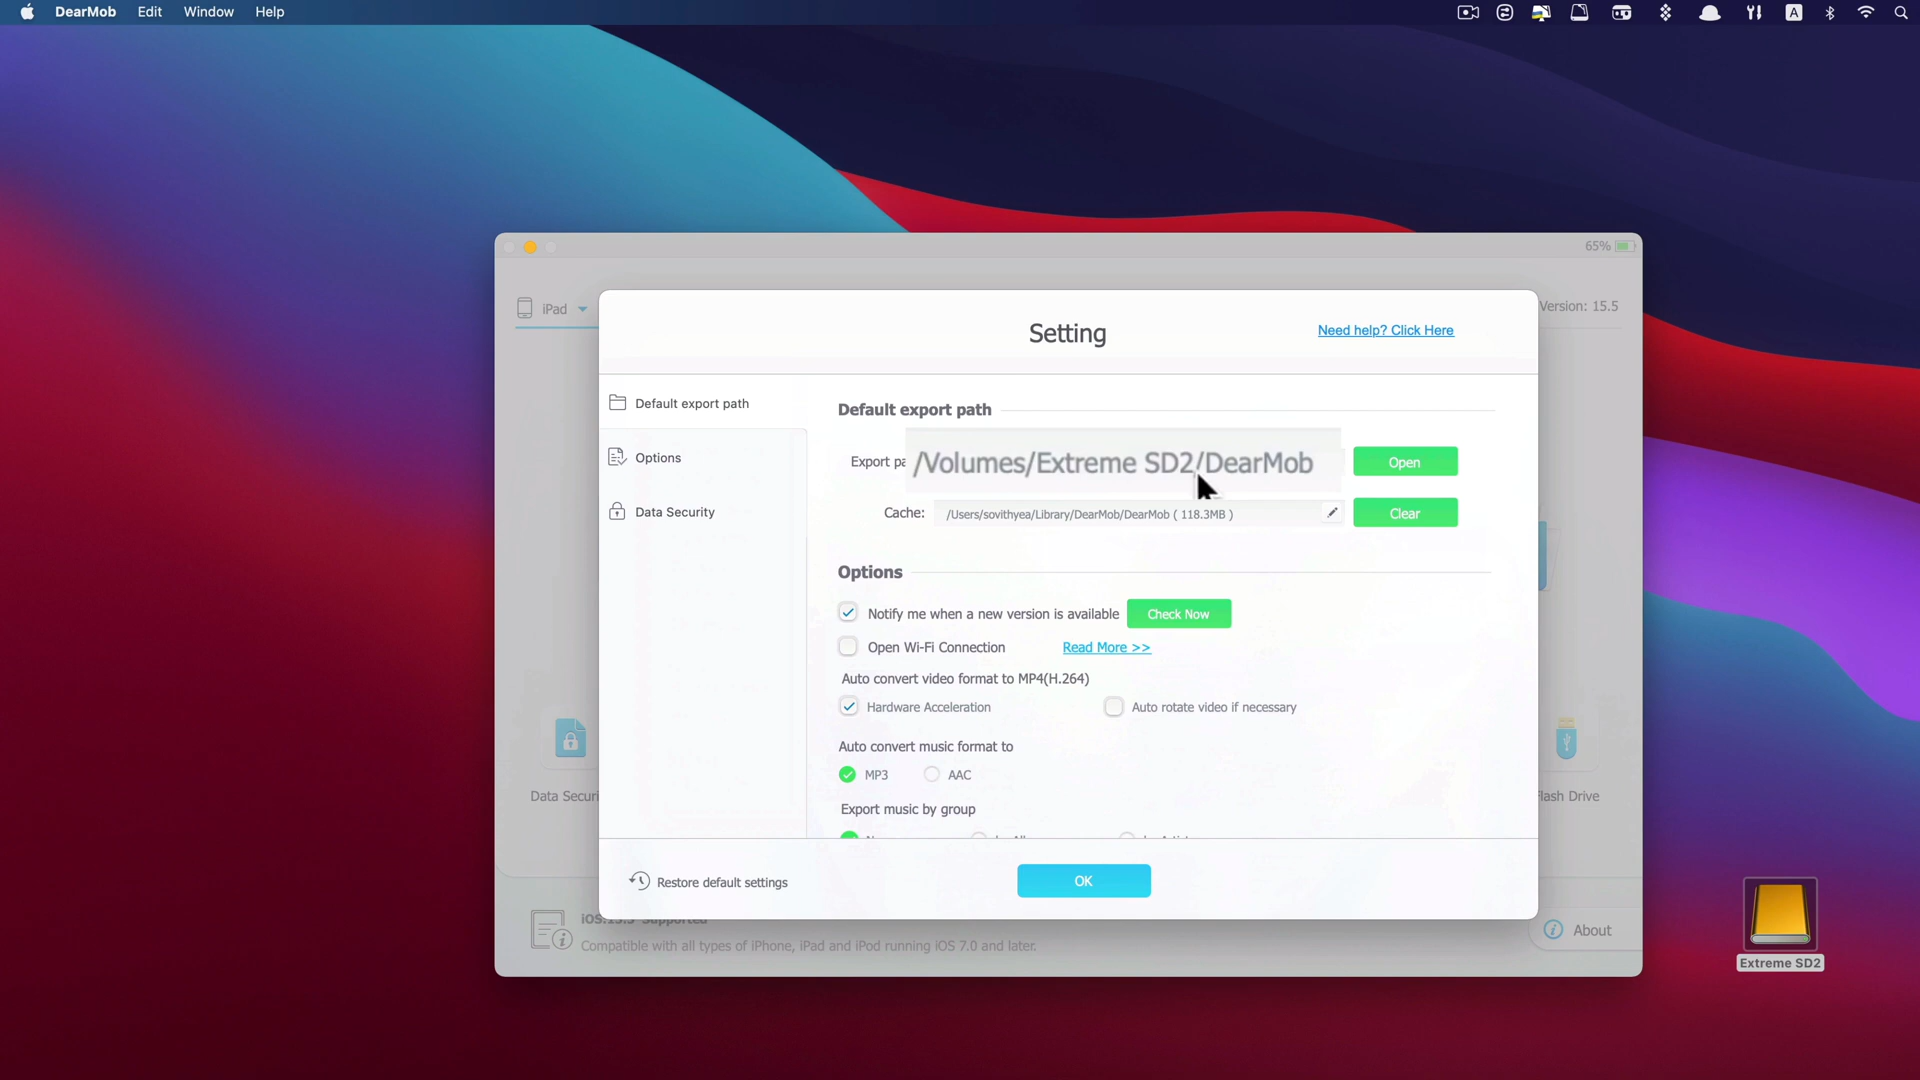 DearMob Edit Window Help
A
65%
iPad
Version: 15.5
Setting
Need help? Click Here
Default export path
Options
Data Security
Default export path
Export pa
/Volumes/Extreme SD2/DearMob
Open
Cache:
/Users/sovithyea/Library/DearMob/DearMob ( 118.3MB )
Clear
Options
Notify me when a new version is available
Check Now
Open Wi-Fi Connection
Read More >>
Auto convert video format to MP4(H.264)
Hardware Acceleration
Auto rotate video if necessary
Auto convert music format to
MP3
AAC
Export music by group
Data Securi
Flash Drive
Restore default settings
OK
Compatible with all types of iPhone, iPad and iPod running iOS 7.0 and later.
About
Extreme SD2